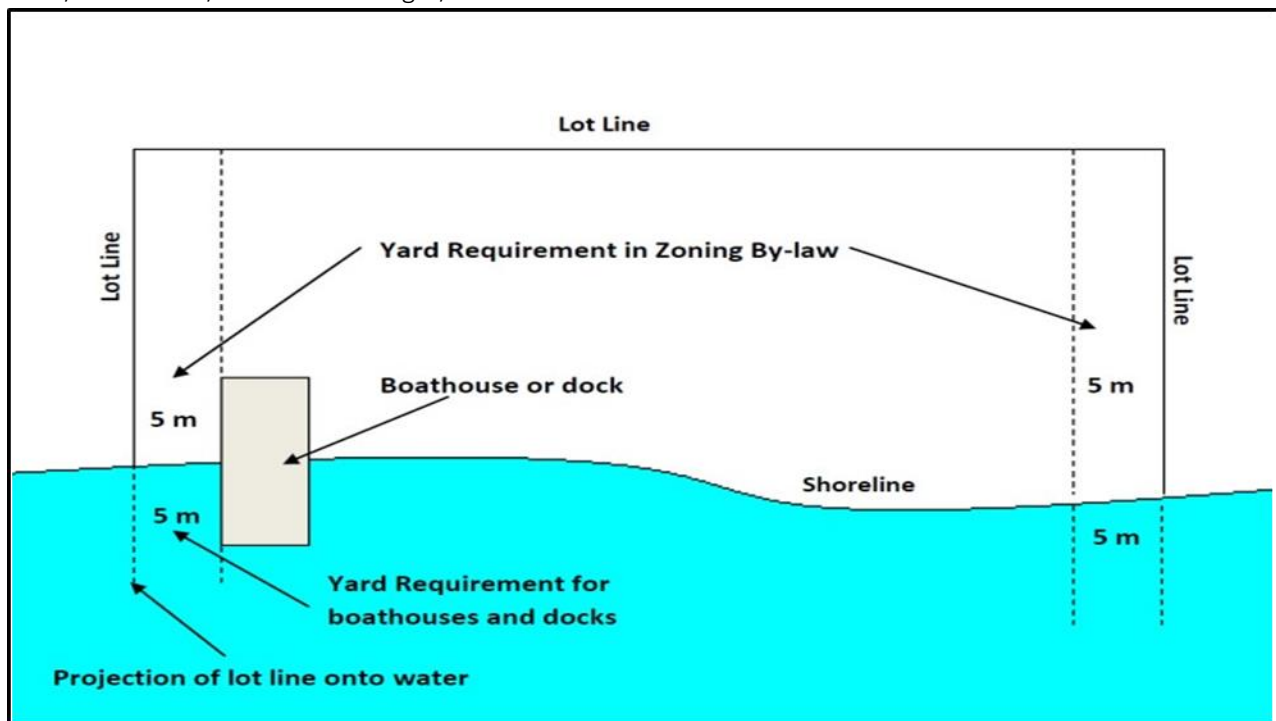 Lot Line
Lot Line
Lot Line
Yard Requirement in Zoning By-law
Boathouse or dock
5 m
5 m
Shoreline
5 m
5 m
Yard Requirement for
boathouses and docks
Projection of lot line onto water